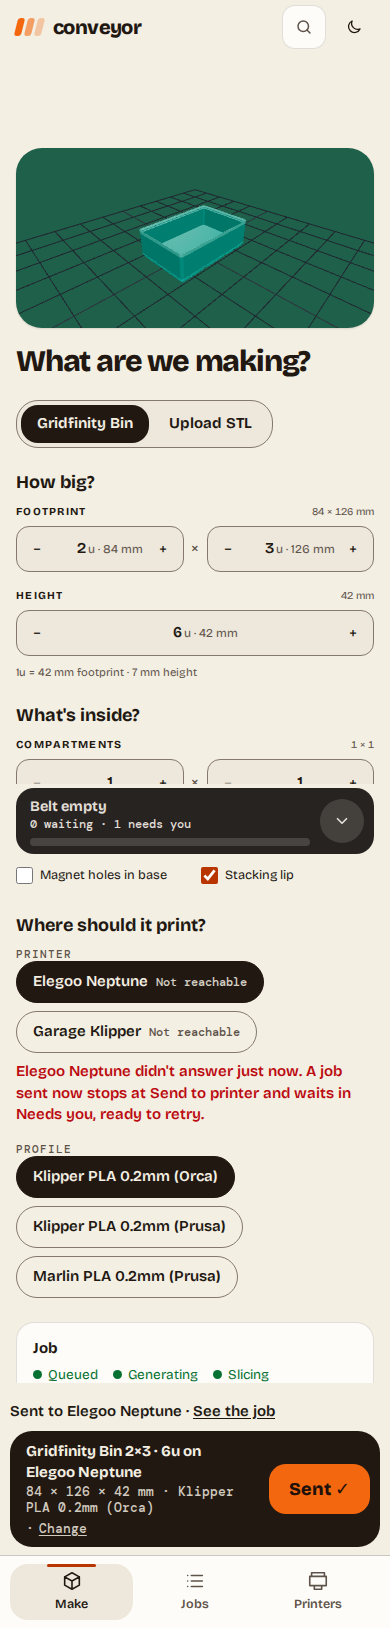 conveyor
What are we making?
Gridfinity Bin
Upload STL
How big?
FOOTPRINT
84 × 126 mm
− 2 u · 84 mm + × − 3 u · 126 mm +
HEIGHT
42 mm
− 6 u · 42 mm +
1u = 42 mm footprint · 7 mm height
What's inside?
COMPARTMENTS
1 × 1
− 1 + × − 1 +
Belt empty
0 waiting · 1 needs you
Magnet holes in base
Stacking lip
Where should it print?
PRINTER
Elegoo Neptune Not reachable
Garage Klipper Not reachable
Elegoo Neptune didn't answer just now. A job
sent now stops at Send to printer and waits in
Needs you, ready to retry.
PROFILE
Klipper PLA 0.2mm (Orca)
Klipper PLA 0.2mm (Prusa)
Marlin PLA 0.2mm (Prusa)
Job
Queued
Generating
Slicing
Sent to Elegoo Neptune · See the job
Gridfinity Bin 2×3 · 6u on
Elegoo Neptune
84 × 126 × 42 mm · Klipper
PLA 0.2mm (Orca)
· Change
Sent ✓
Make
Jobs
Printers